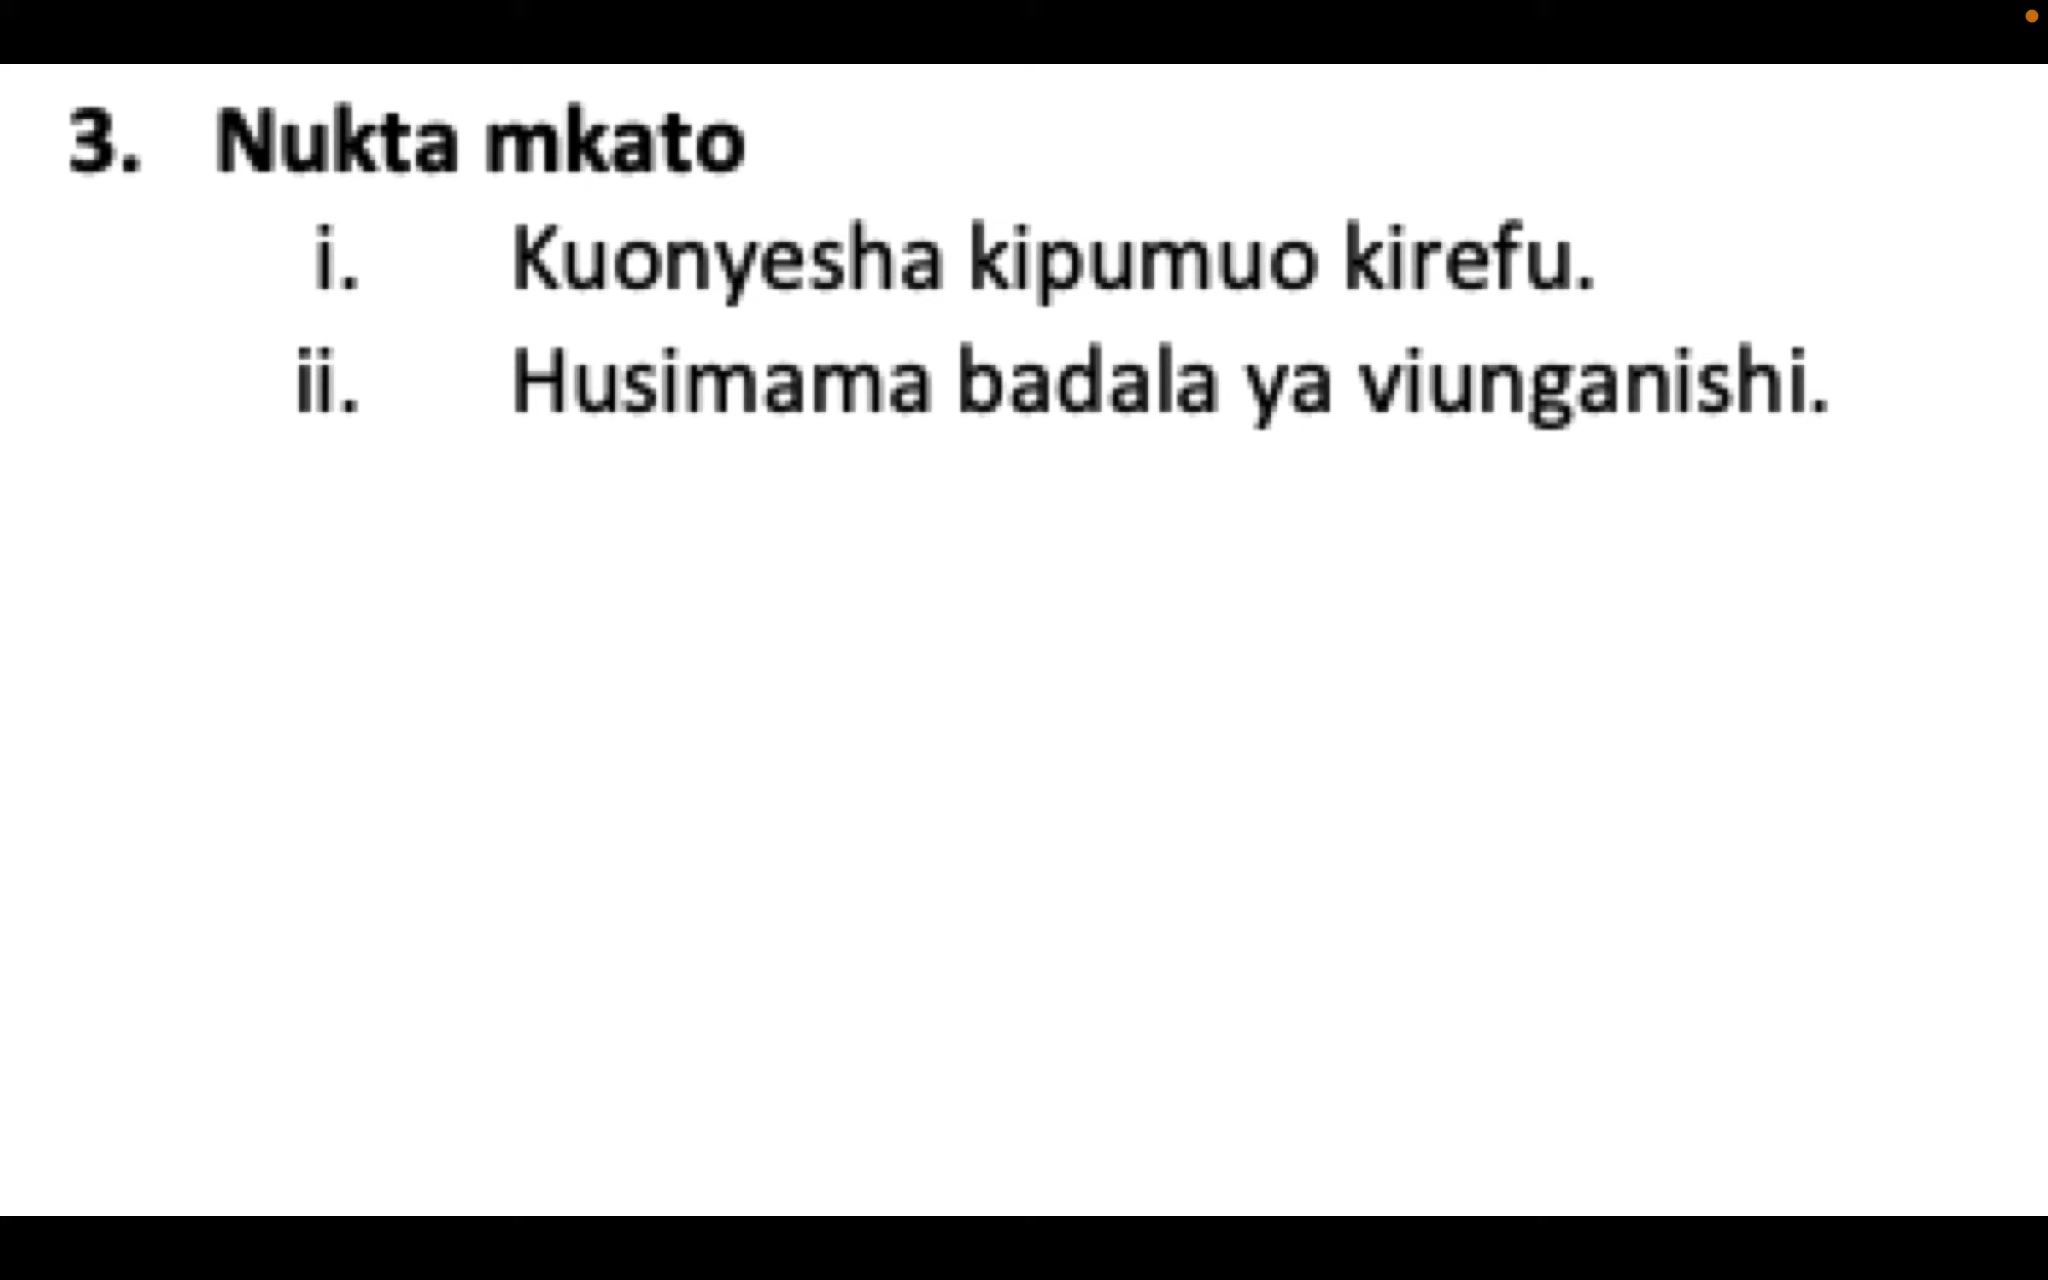 3. Nukta mkato
i. Kuonyesha kipumuo kirefu.
ii. Husimama badala ya viunganishi.